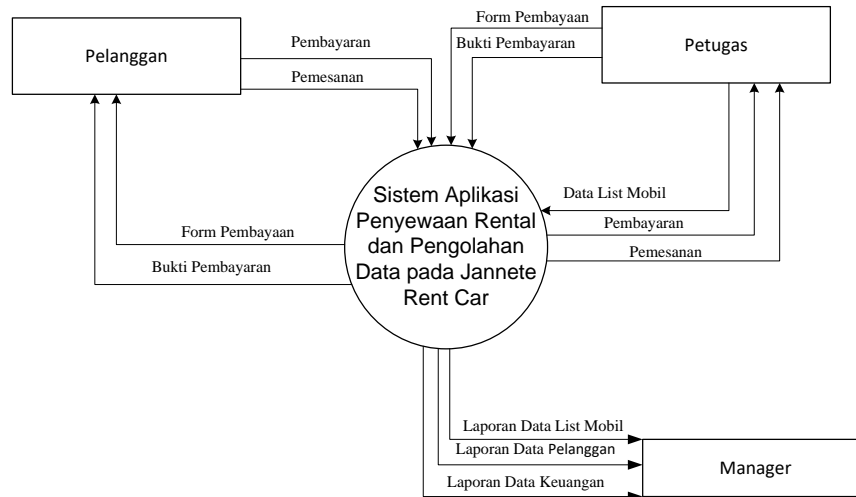 Form Pembayaan
Bukti Pembayaran
Pelanggan
Pembayaran
Pemesanan
Petugas
Sistem Aplikasi
Penyewaan Rental
dan Pengolahan
Data pada Jannete
Rent Car
Data List Mobil
Pembayaran
Pemesanan
Form Pembayaan
Bukti Pembayaran
Laporan Data List Mobil
Laporan Data Pelanggan
Laporan Data Keuangan
Manager